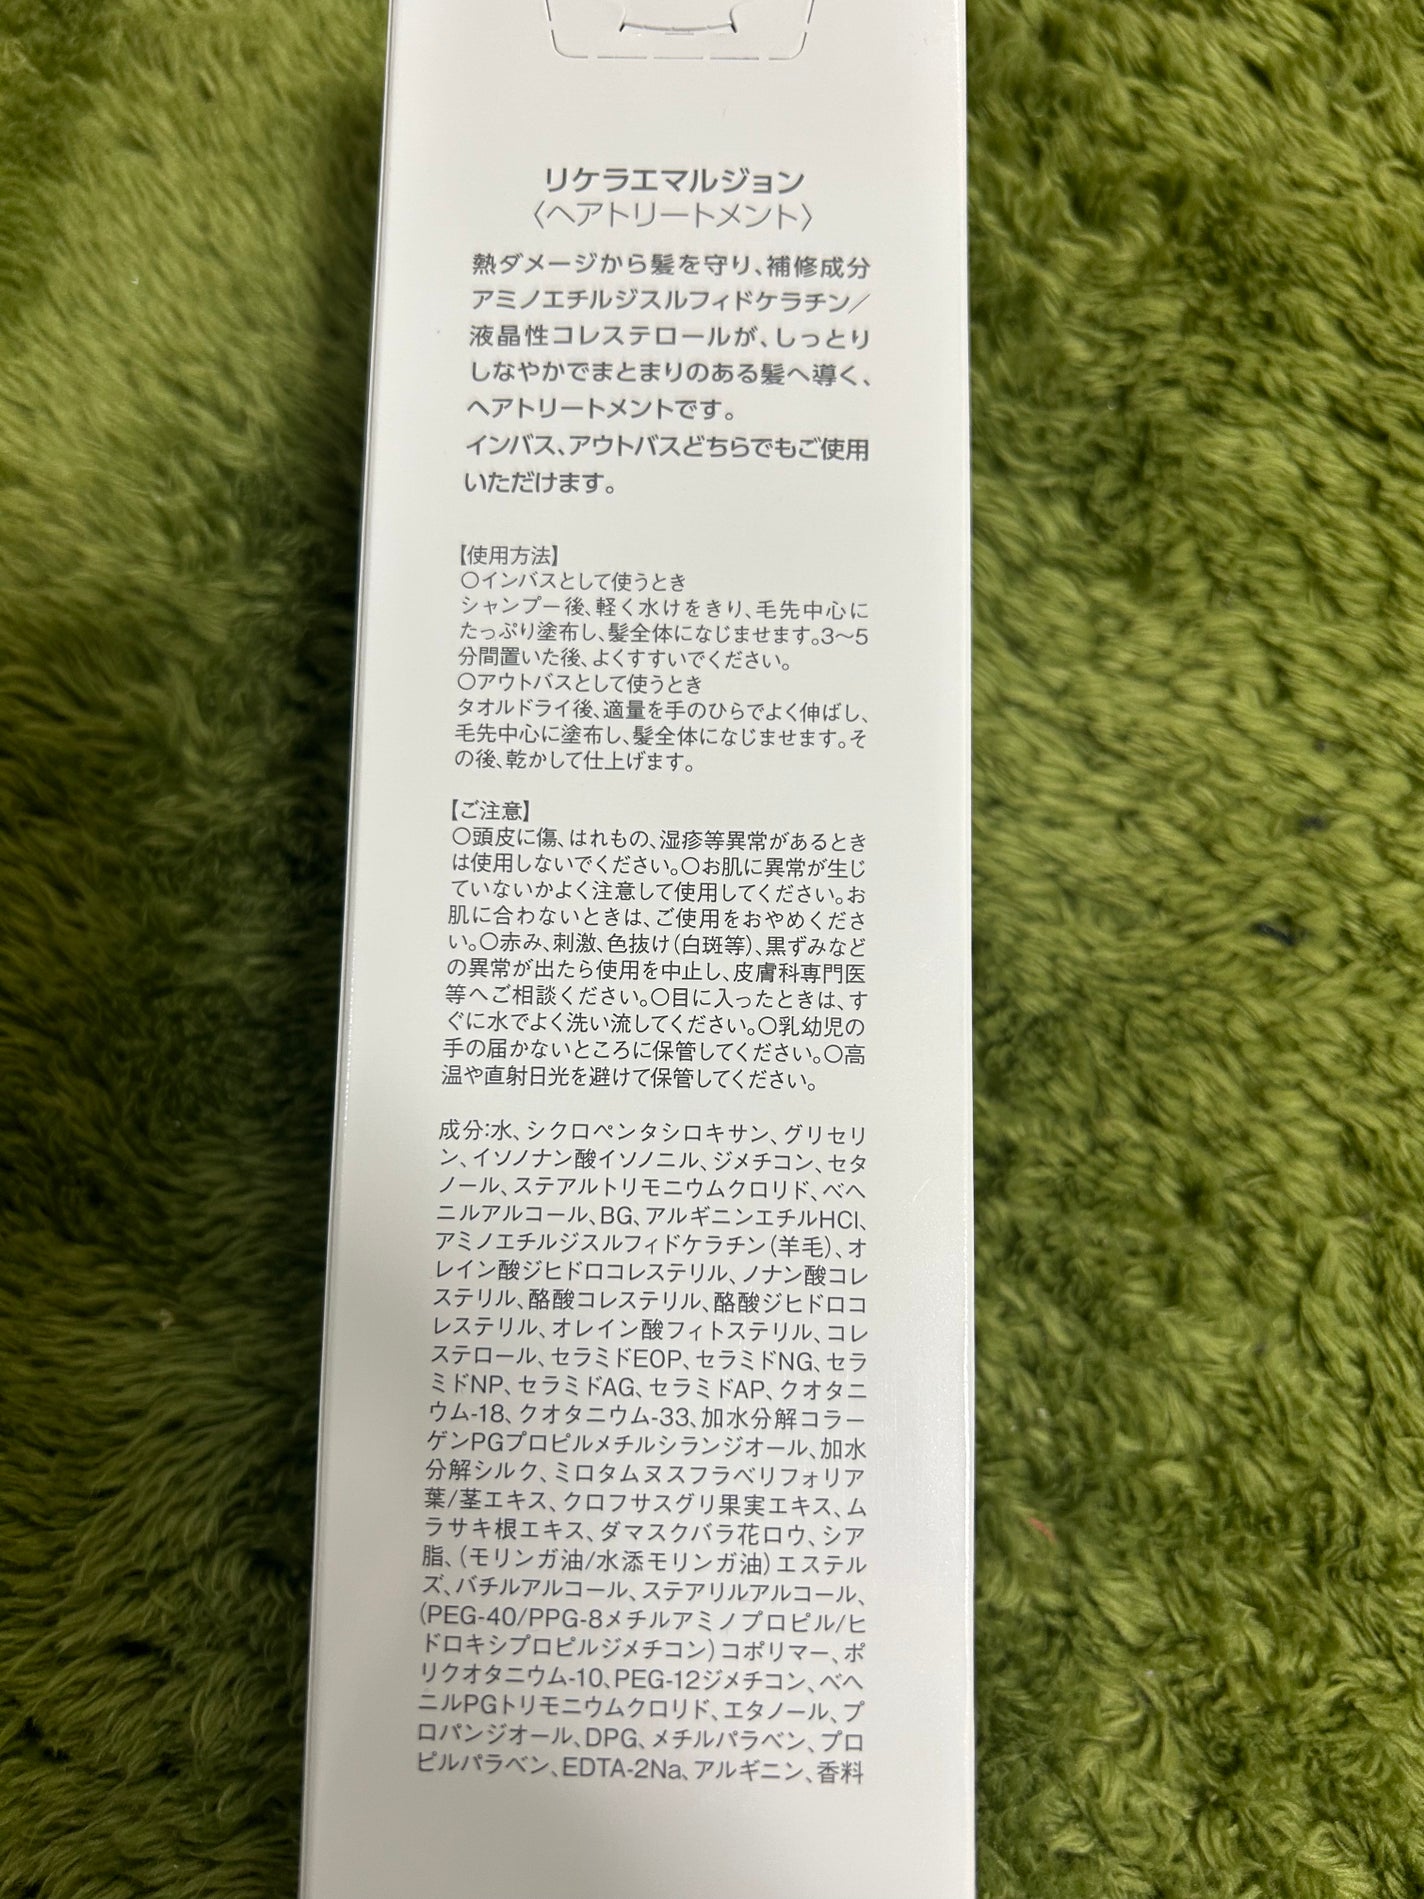 リケラエマルジョン
〈ヘアトリートメント〉
熱ダメージから髪を守り、補修成分
アミノエチルジスルフィドケラチン／
液晶性コレステロールが、しっとり
しなやかでまとまりのある髪へ導く、
ヘアトリートメントです。
インバス、アウトバスどちらでもご使用
いただけます。
【使用方法】
○インバスとして使うとき
シャンプー後、軽く水けをきり、毛先中心に
たっぷり塗布し、髪全体になじませます。3〜5
分間置いた後、よくすすいでください。
○アウトバスとして使うとき
タオルドライ後、適量を手のひらでよく伸ばし、
毛先中心に塗布し、髪全体になじませます。そ
の後、乾かして仕上げます。
【ご注意】
○頭皮に傷、はれもの、湿疹等異常があるとき
は使用しないでください。○お肌に異常が生じ
ていないかよく注意して使用してください。お
肌に合わないときは、ご使用をおやめくださ
い。○赤み、刺激、色抜け（白斑等）、黒ずみなど
の異常が出たら使用を中止し、皮膚科専門医
等へご相談ください。○目に入ったときは、す
ぐに水でよく洗い流してください。○乳幼児の
手の届かないところに保管してください。○高
温や直射日光を避けて保管してください。
成分：水、シクロペンタシロキサン、グリセリ
ン、イソノナン酸イソノニル、ジメチコン、セタ
ノール、ステアルトリモニウムクロリド、ベヘ
ニルアルコール、BG、アルギニンエチルHCl、
アミノエチルジスルフィドケラチン（羊毛）、オ
レイン酸ジヒドロコレステリル、ノナン酸コレ
ステリル、酪酸コレステリル、酪酸ジヒドロコ
レステリル、オレイン酸フィトステリル、コレ
ステロール、セラミドEOP、セラミドNG、セラ
ミドNP、セラミドAG、セラミドAP、クオタニ
ウム-18、クオタニウム-33、加水分解コラー
ゲンPGプロピルメチルシランジオール、加水
分解シルク、ミロタムヌスフラベリフォリア
葉/茎エキス、クロフサスグリ果実エキス、ム
ラサキ根エキス、ダマスクバラ花ロウ、シア
脂、（モリンガ油/水添モリンガ油）エステル
ズ、バチルアルコール、ステアリルアルコール、
（PEG-40/PPG-8メチルアミノプロピル/ヒ
ドロキシプロピルジメチコン）コポリマー、ポ
リクオタニウム-10、PEG-12ジメチコン、ベヘ
ニルPGトリモニウムクロリド、エタノール、プ
ロパンジオール、DPG、メチルパラベン、プロ
ピルパラベン、EDTA-2Na、アルギニン、香料